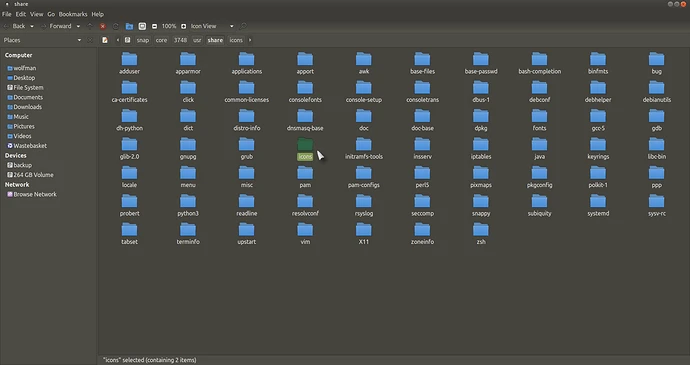 share
File Edit View Go Bookmarks Help
Back Forward 100% Icon View
Places snap core 3748 usr share icons
Computer
wolfman
Desktop
File System
Documents
Downloads
Music
Pictures
Videos
Wastebasket
Devices
backup
264 GB Volume
Network
Browse Network
adduser apparmor applications apport awk base-files base-passwd bash-completion binfmts bug
ca-certificates click common-licenses consolefonts console-setup consoletrans dbus-1 debconf debhelper debianutils
dh-python dict distro-info dnsmasq-base doc doc-base dpkg fonts gcc-5 gdb
glib-2.0 gnupg grub icons initramfs-tools insserv iptables java keyrings libc-bin
locale menu misc pam pam-configs perl5 pixmaps pkgconfig polkit-1 ppp
probert python3 readline resolvconf rsyslog seccomp snappy subiquity systemd sysv-rc
tabset terminfo upstart vim X11 zoneinfo zsh
"icons" selected (containing 2 items)